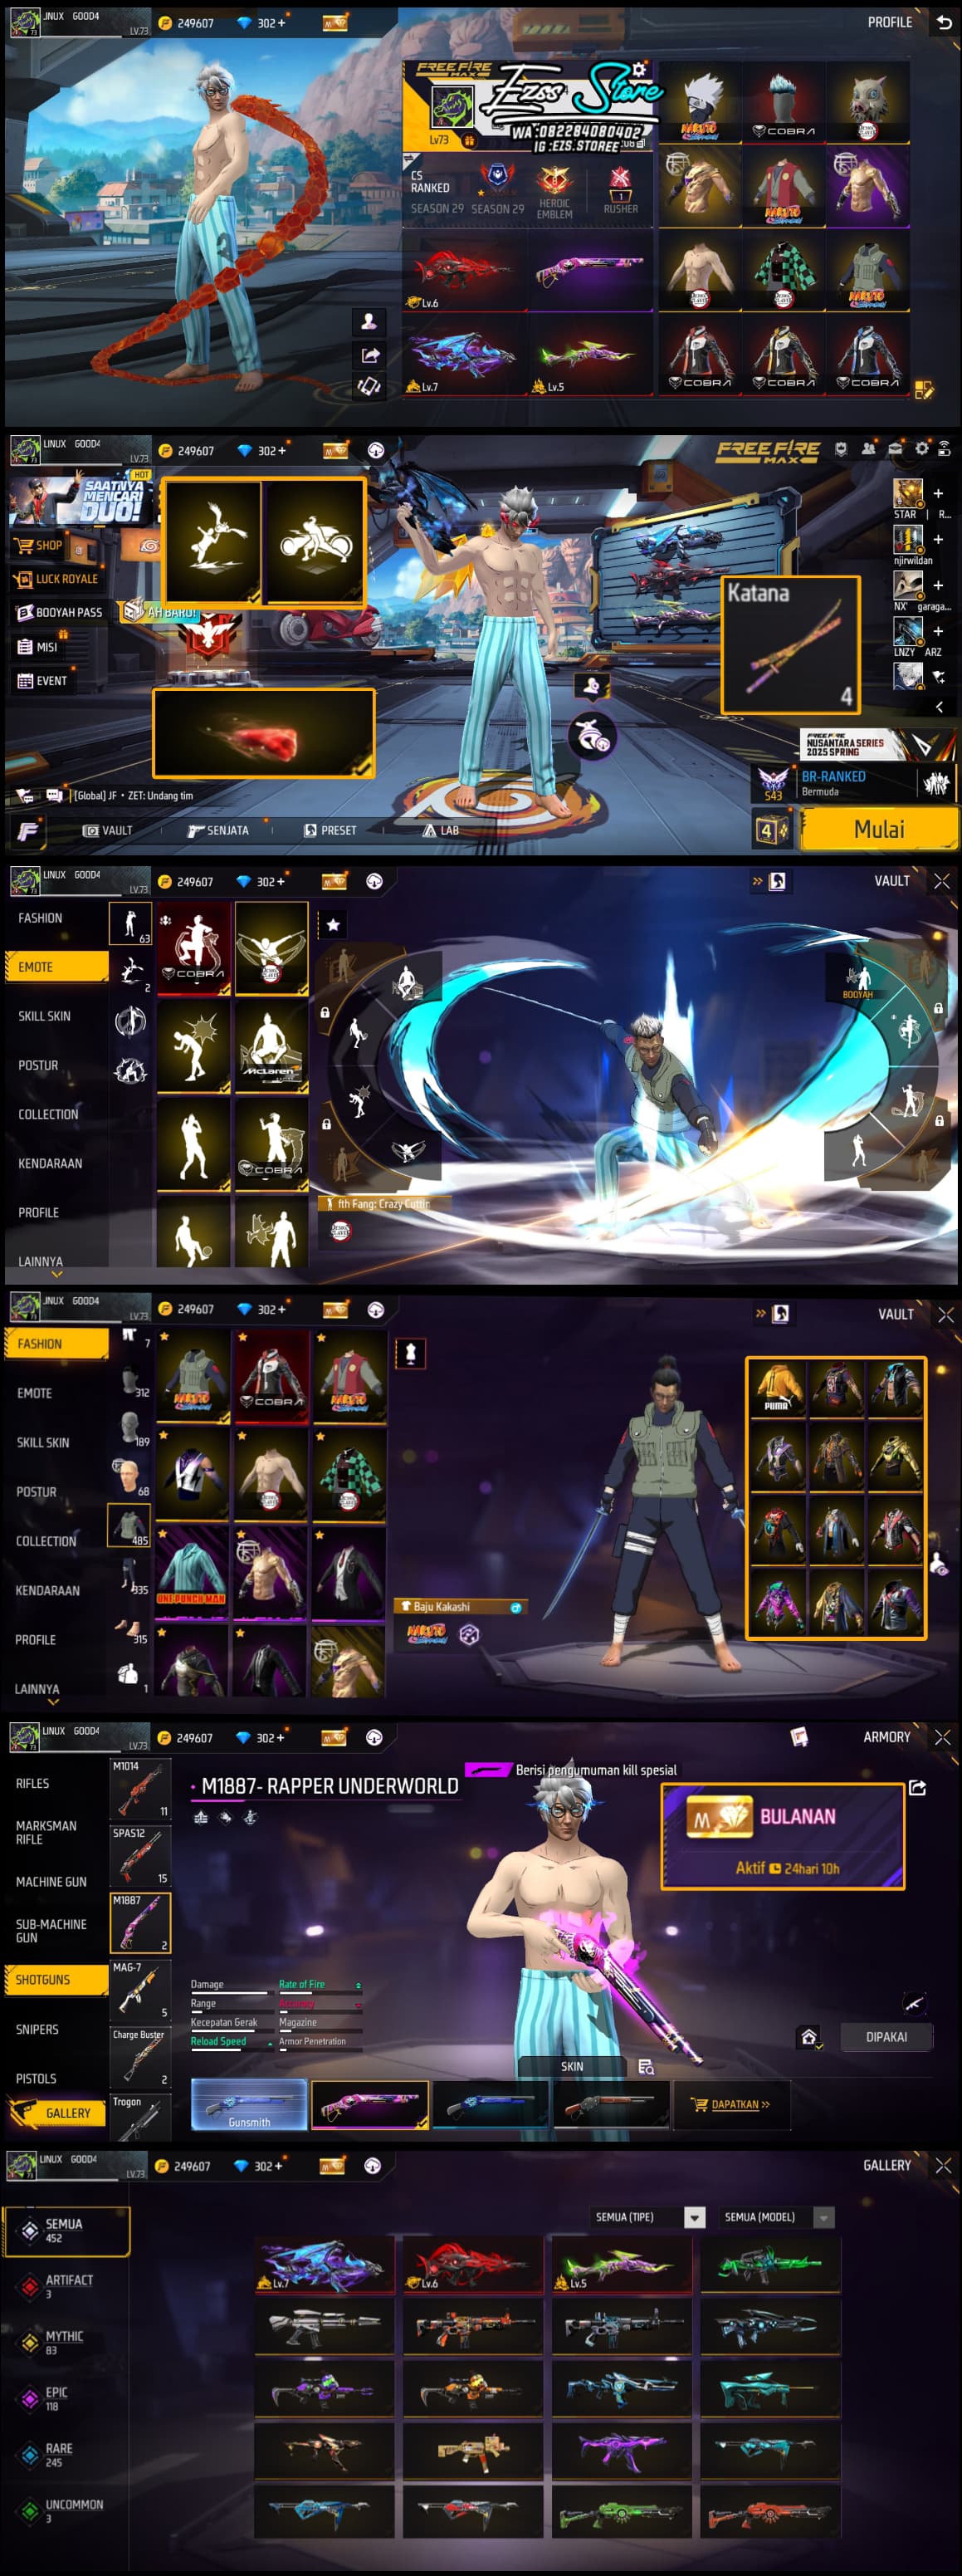 LINUX GOOD4
LV.73
249607
302 +
PROFILE
FREE FIRE
MAX
Ezss Store
WA:082284080402
IG:EZS.STOREE
Lv73
CS
RANKED
SEASON 29
SEASON 29
HEROIC
EMBLEM
1
RUSHER
Lv.6
Lv.7
Lv.5
NARUTO
COBRA
NARUTO
NARUTO
COBRA
COBRA
COBRA
LINUX GOOD4
LV.73
249607
302 +
FREE FIRE
MAX
HOT
SAATNYA
MENCARI
DUO!
SHOP
LUCK ROYALE
BOOYAH PASS
AH BARU!
MISI
EVENT
Katana
4
STAR | R...
njirwildan
NX' garaga...
LNZY ARZ
FREE FIRE
NUSANTARA SERIES
2025 SPRING
S43
BR-RANKED
Bermuda
[Global] JF • ZET: Undang tim
VAULT
SENJATA
PRESET
LAB
4
Mulai
LINUX GOOD4
LV.73
249607
302 +
VAULT
FASHION
63
EMOTE
2
SKILL SKIN
POSTUR
COLLECTION
KENDARAAN
PROFILE
LAINNYA
COBRA
McLaren
COBRA
BOOYAH
fth Fang: Crazy Cuttin
LINUX GOOD4
LV.73
249607
302 +
VAULT
FASHION
7
EMOTE
312
SKILL SKIN
189
POSTUR
68
COLLECTION
485
KENDARAAN
335
PROFILE
315
LAINNYA
1
NARUTO
COBRA
NARUTO
ONE PUNCH MAN
PUMA
Baju Kakashi
NARUTO
LINUX GOOD4
LV.73
249607
302 +
ARMORY
RIFLES
MARKSMAN
RIFLE
MACHINE GUN
SUB-MACHINE
GUN
SHOTGUNS
SNIPERS
PISTOLS
GALLERY
M1014
11
SPAS12
15
M1887
2
MAG-7
5
Charge Buster
2
Trogon
M1887- RAPPER UNDERWORLD
Berisi pengumuman kill spesial
BULANAN
Aktif 24hari 10h
Damage
Rate of Fire
Range
Accuracy
Kecepatan Gerak
Magazine
Reload Speed
Armor Penetration
SKIN
DIPAKAI
Gunsmith
DAPATKAN >>
LINUX GOOD4
LV.73
249607
302 +
GALLERY
SEMUA
452
ARTIFACT
3
MYTHIC
83
EPIC
118
RARE
245
UNCOMMON
3
SEMUA (TIPE)
SEMUA (MODEL)
Lv.7
Lv.6
Lv.5